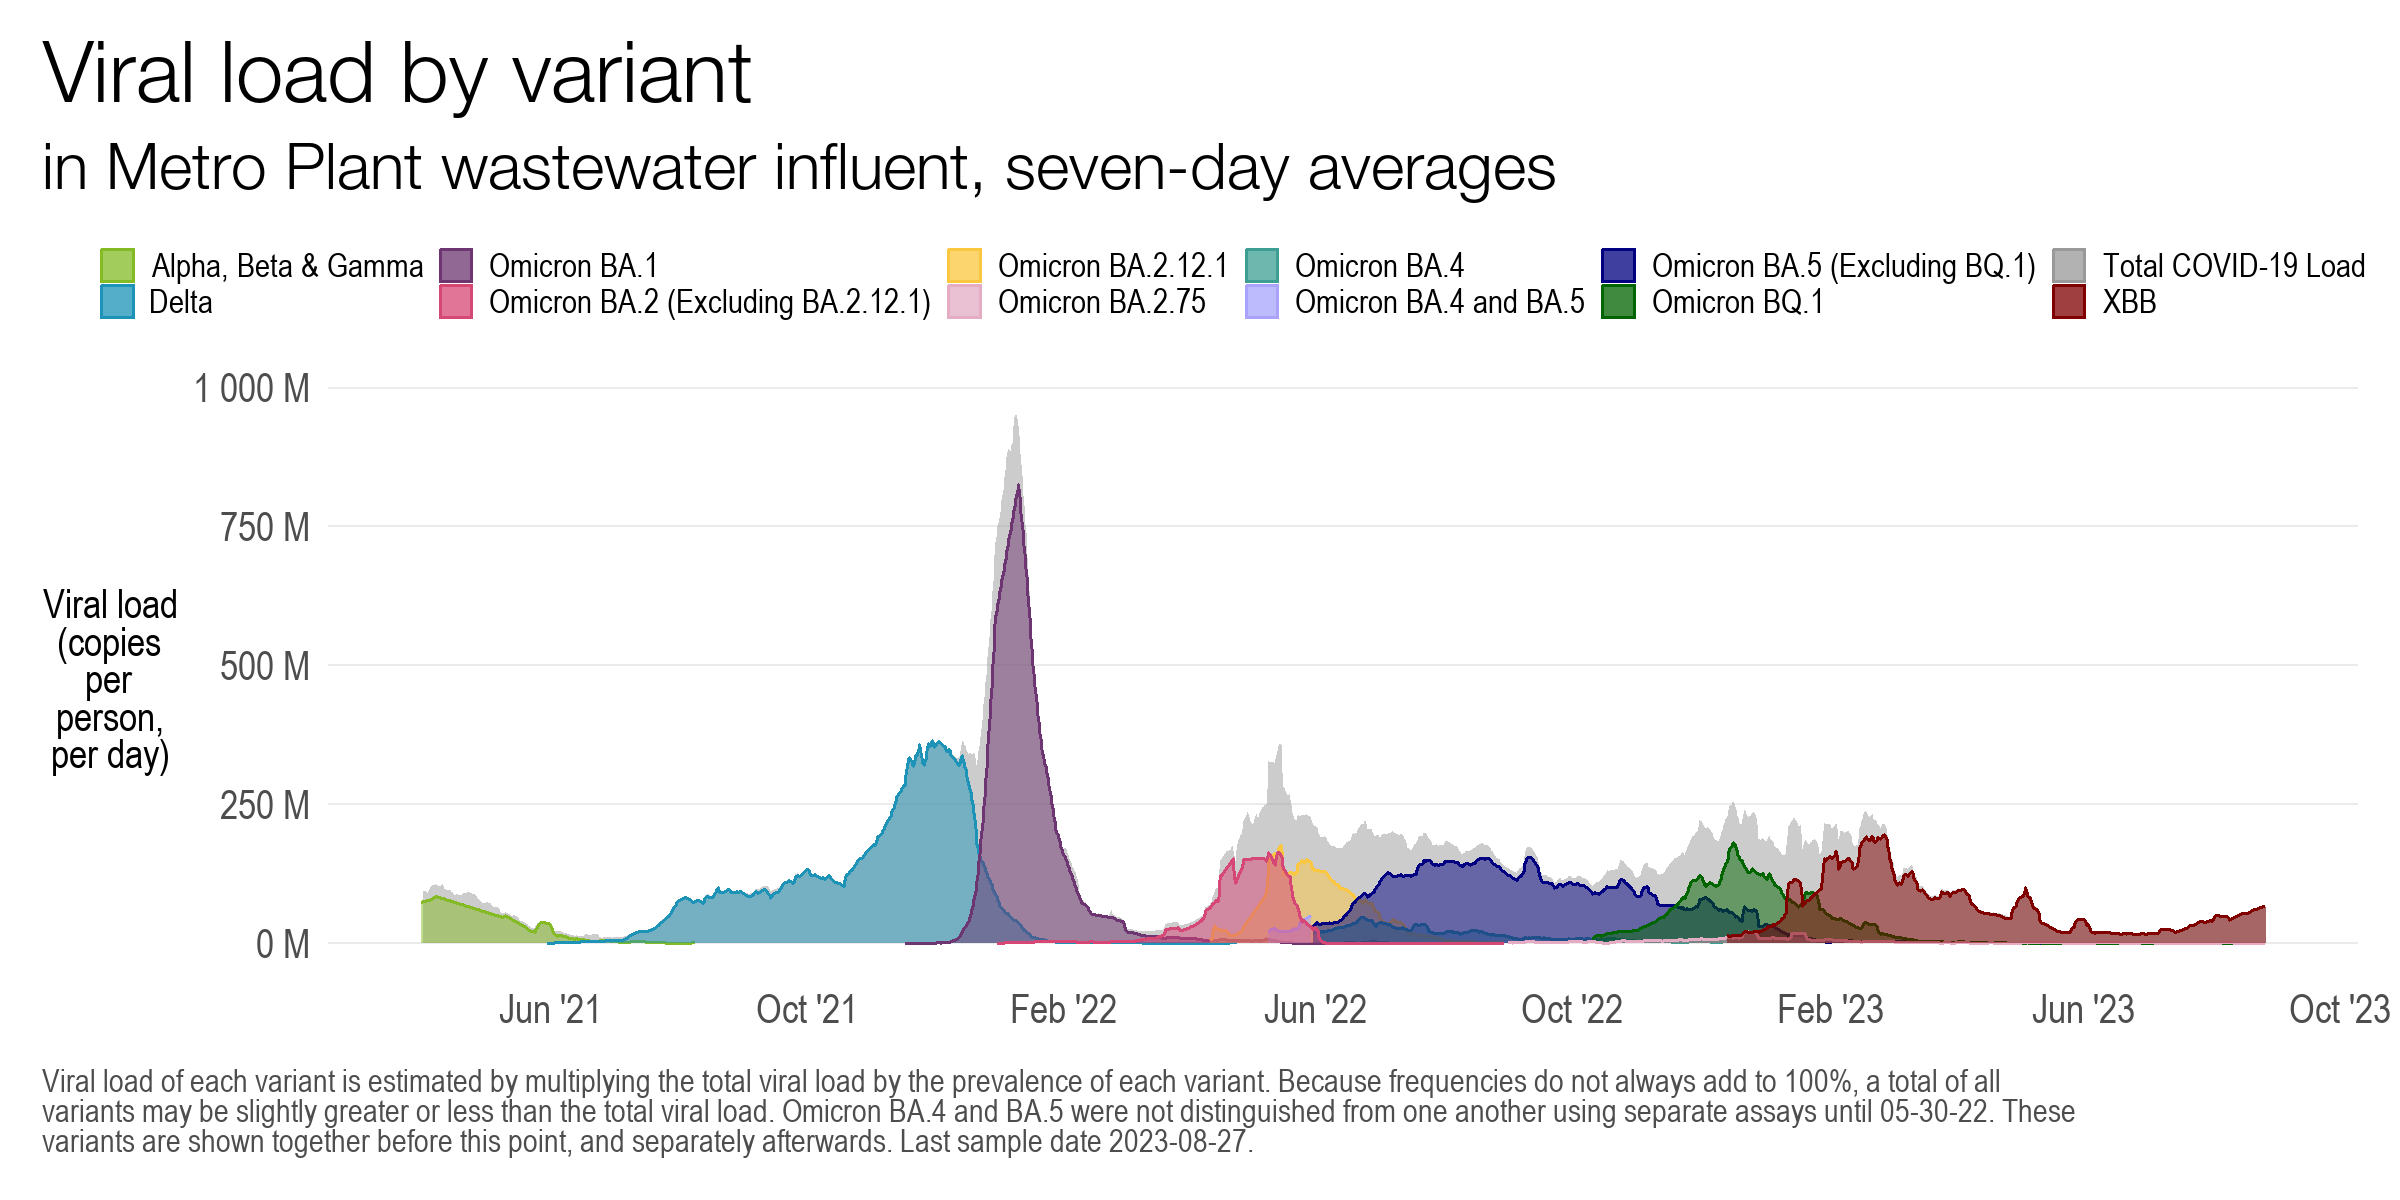 Viral load by variant
in Metro Plant wastewater influent, seven-day averages
Alpha, Beta & Gamma Omicron BA.1 Omicron BA.2.12.1 Omicron BA.4 Omicron BA.5 (Excluding BQ.1) Total COVID-19 Load
Delta Omicron BA.2 (Excluding BA.2.12.1) Omicron BA.2.75 Omicron BA.4 and BA.5 Omicron BQ.1 XBB
1 000 M
750 M
500 M
250 M
0 M
Viral load
(copies
per
person,
per day)
Jun '21 Oct '21 Feb '22 Jun '22 Oct '22 Feb '23 Jun '23 Oct '23
Viral load of each variant is estimated by multiplying the total viral load by the prevalence of each variant. Because frequencies do not always add to 100%, a total of all
variants may be slightly greater or less than the total viral load. Omicron BA.4 and BA.5 were not distinguished from one another using separate assays until 05-30-22. These
variants are shown together before this point, and separately afterwards. Last sample date 2023-08-27.